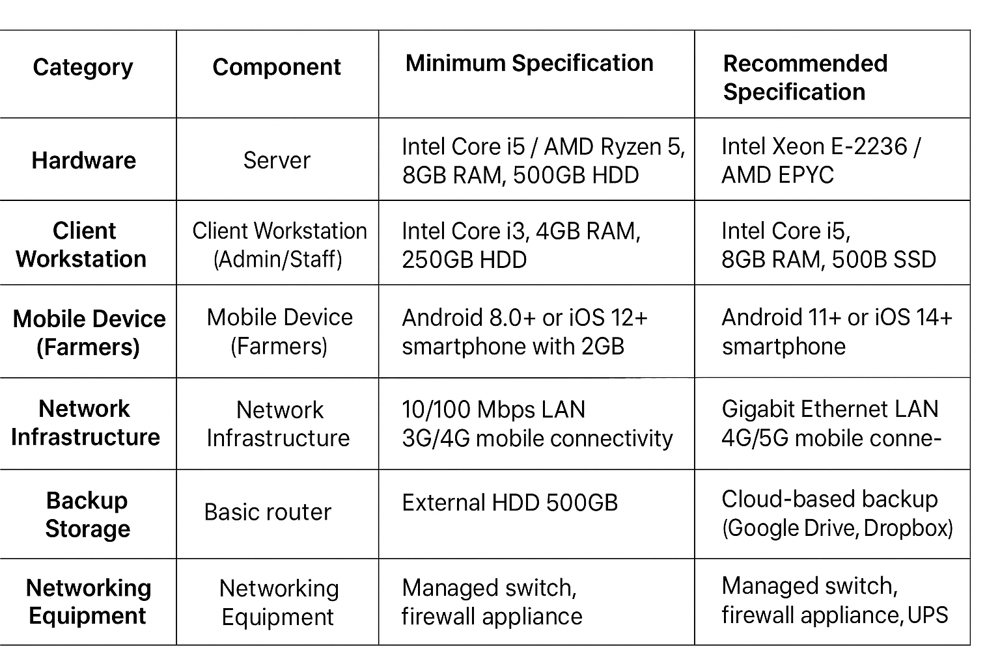 Category
Component
Minimum Specification
Recommended
Specification
Hardware
Server
Intel Core i5 / AMD Ryzen 5,
8GB RAM, 500GB HDD
Intel Xeon E-2236 /
AMD EPYC
Client
Workstation
Client Workstation
(Admin/Staff)
Intel Core i3, 4GB RAM,
250GB HDD
Intel Core i5,
8GB RAM, 500B SSD
Mobile Device
(Farmers)
Mobile Device
(Farmers)
Android 8.0+ or iOS 12+
smartphone with 2GB
Android 11+ or iOS 14+
smartphone
Network
Infrastructure
Network
Infrastructure
10/100 Mbps LAN
3G/4G mobile connectivity
Gigabit Ethernet LAN
4G/5G mobile conne-
Backup
Storage
Basic router
External HDD 500GB
Cloud-based backup
(Google Drive, Dropbox)
Networking
Equipment
Networking
Equipment
Managed switch,
firewall appliance
Managed switch,
firewall appliance, UPS